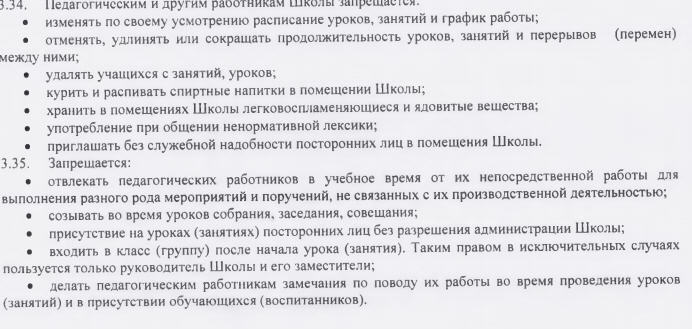 3.34. Педагогическим и другим работникам Школы запрещается:
• изменять по своему усмотрению расписание уроков, занятий и график работы;
• отменять, удлинять или сокращать продолжительность уроков, занятий и перерывов (перемен)
между ними;
• удалять учащихся с занятий, уроков;
• курить и распивать спиртные напитки в помещении Школы;
• хранить в помещениях Школы легковоспламеняющиеся и ядовитые вещества;
• употребление при общении ненормативной лексики;
• приглашать без служебной надобности посторонних лиц в помещения Школы.
3.35. Запрещается:
• отвлекать педагогических работников в учебное время от их непосредственной работы для
выполнения разного рода мероприятий и поручений, не связанных с их производственной деятельностью;
• созывать во время уроков собрания, заседания, совещания;
• присутствие на уроках (занятиях) посторонних лиц без разрешения администрации Школы;
• входить в класс (группу) после начала урока (занятия). Таким правом в исключительных случаях
пользуется только руководитель Школы и его заместители;
• делать педагогическим работникам замечания по поводу их работы во время проведения уроков
(занятий) и в присутствии обучающихся (воспитанников).